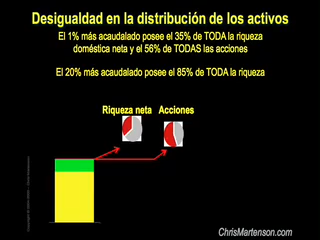 Desigualdad en la distribución de los activos
El 1% más acaudalado posee el 35% de TODA la riqueza
doméstica neta y el 56% de TODAS las acciones
El 20% más acaudalado posee el 85% de TODA la riqueza
Riqueza neta Acciones
ChrisMartenson.com